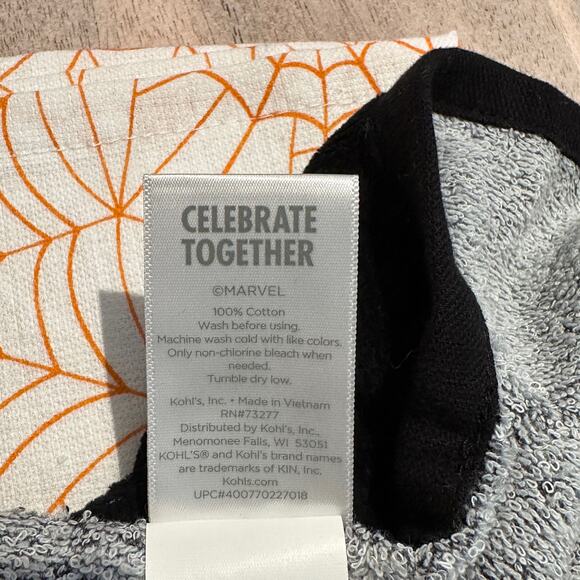 CELEBRATE
TOGETHER
©MARVEL
100% Cotton
Wash before using.
Machine wash cold with like colors.
Only non-chlorine bleach when
needed.
Tumble dry low.
Kohl's, Inc. • Made in Vietnam
RN#73277
Distributed by Kohl's, Inc.,
Menomonee Falls, WI 53051
KOHL'S® and Kohl's brand names
are trademarks of KIN, Inc.
Kohls.com
UPC#400770227018